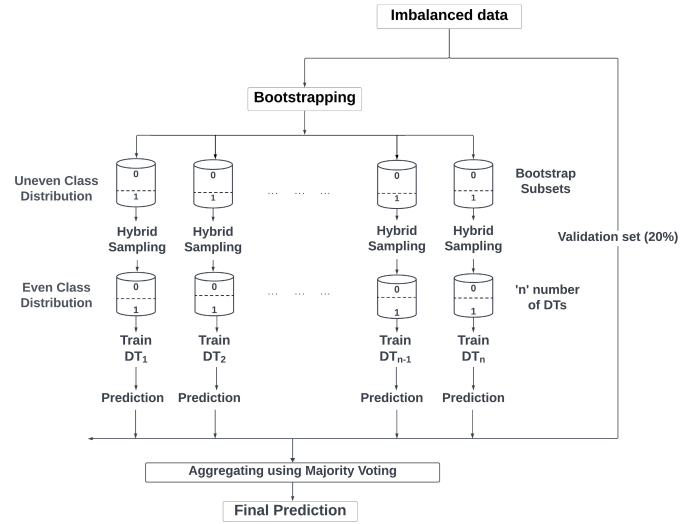 Imbalanced data
Bootstrapping
Uneven Class
Distribution
0
1
0
1
... ... ...
0
1
0
1
Bootstrap
Subsets
Hybrid
Sampling
Hybrid
Sampling
Hybrid
Sampling
Hybrid
Sampling
Validation set (20%)
Even Class
Distribution
0
1
0
1
... ... ...
0
1
0
1
'n' number
of DTs
Train
DT1
Train
DT2
Train
DTn-1
Train
DTn
Prediction
Prediction
Prediction
Prediction
Aggregating using Majority Voting
Final Prediction